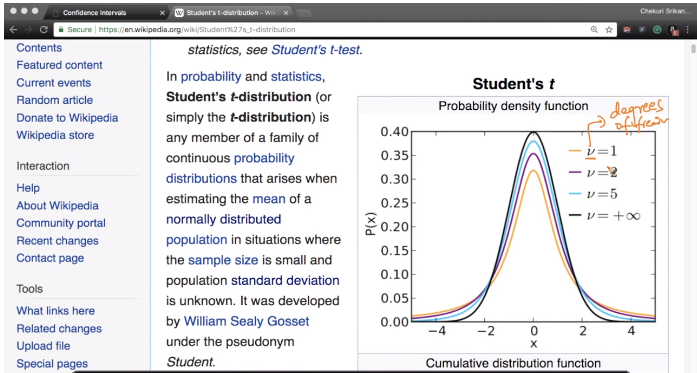 Confidence Intervals
Student's t-distribution - Wiki
Chekuri Srikan...
Secure | https://en.wikipedia.org/wiki/Student%27s_t-distribution
Contents
Featured content
Current events
Random article
Donate to Wikipedia
Wikipedia store
Interaction
Help
About Wikipedia
Community portal
Recent changes
Contact page
Tools
What links here
Related changes
Upload file
Special pages
statistics, see Student's t-test.
In probability and statistics,
Student's t-distribution (or
simply the t-distribution) is
any member of a family of
continuous probability
distributions that arises when
estimating the mean of a
normally distributed
population in situations where
the sample size is small and
population standard deviation
is unknown. It was developed
by William Sealy Gosset
under the pseudonym
Student.
Student's t
Probability density function
degrees
of
ν=1
ν=2
ν=5
ν=+∞
P(x)
0.40
0.35
0.30
0.25
0.20
0.15
0.10
0.05
0.00
−4 −2 0 2 4
x
Cumulative distribution function